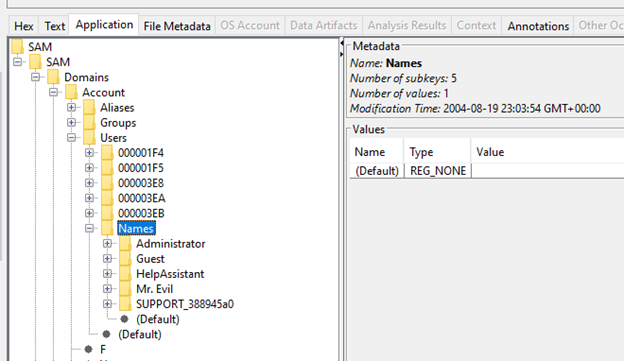 Hex Text Application File Metadata OS Account Data Artifacts Analysis Results Context Annotations Other Oc
SAM
SAM
Domains
Account
Aliases
Groups
Users
000001F4
000001F5
000003E8
000003EA
000003EB
Names
Administrator
Guest
HelpAssistant
Mr. Evil
SUPPORT_388945a0
(Default)
(Default)
F
Metadata
Name: Names
Number of subkeys: 5
Number of values: 1
Modification Time: 2004-08-19 23:03:54 GMT+00:00
Values
Name Type Value
(Default) REG_NONE